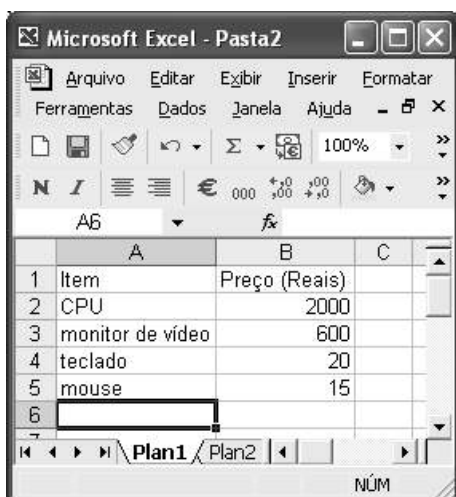 Microsoft Excel - Pasta2
Arquivo Editar Exibir Inserir Formatar
Ferramentas Dados Janela Ajuda
N I € 000 ,00 100%
A6 fx
A B C
1 Item Preço (Reais)
2 CPU 2000
3 monitor de vídeo 600
4 teclado 20
5 mouse 15
6
Plan1 Plan2
NÚM